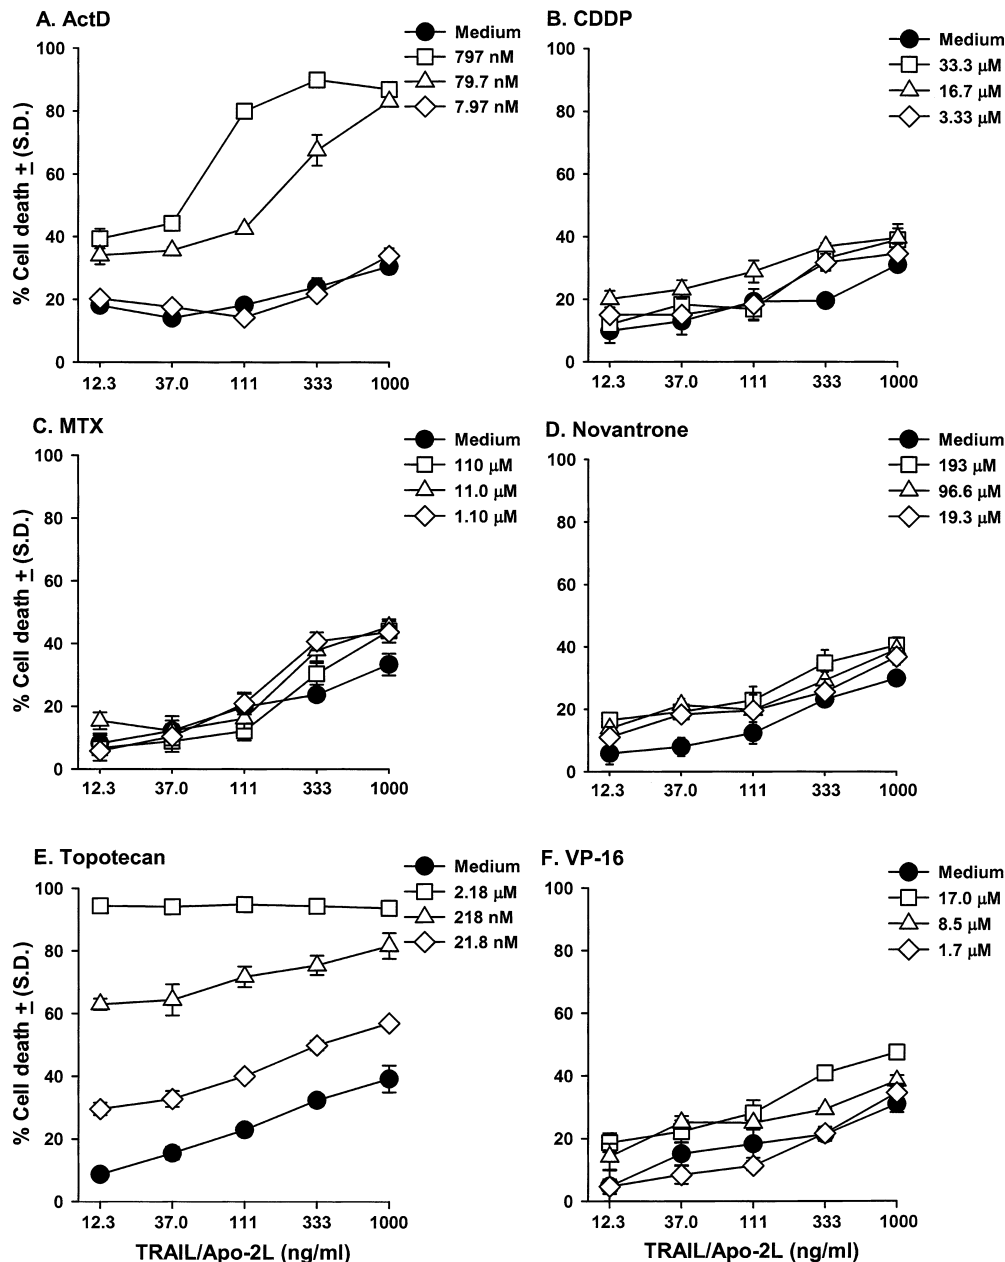 A. ActD
Medium
797 nM
79.7 nM
7.97 nM
% Cell death ± (S.D.)
100
80
60
40
20
0
12.3 37.0 111 333 1000
B. CDDP
Medium
33.3 µM
16.7 µM
3.33 µM
100
80
60
40
20
0
12.3 37.0 111 333 1000
C. MTX
Medium
110 µM
11.0 µM
1.10 µM
% Cell death ± (S.D.)
100
80
60
40
20
0
12.3 37.0 111 333 1000
D. Novantrone
Medium
193 µM
96.6 µM
19.3 µM
100
80
60
40
20
0
12.3 37.0 111 333 1000
E. Topotecan
Medium
2.18 µM
218 nM
21.8 nM
% Cell death ± (S.D.)
100
80
60
40
20
0
12.3 37.0 111 333 1000
TRAIL/Apo-2L (ng/ml)
F. VP-16
Medium
17.0 µM
8.5 µM
1.7 µM
100
80
60
40
20
0
12.3 37.0 111 333 1000
TRAIL/Apo-2L (ng/ml)